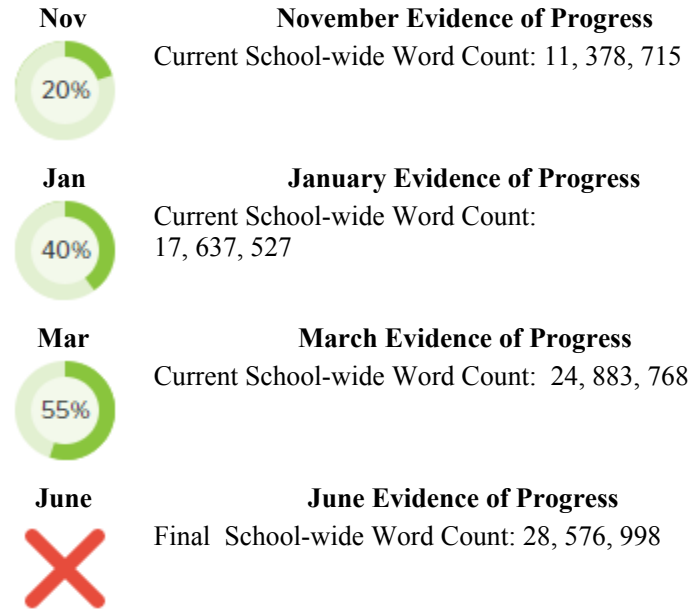 Nov November Evidence of Progress
20% Current School-wide Word Count: 11, 378, 715
Jan January Evidence of Progress
40% Current School-wide Word Count:
17, 637, 527
Mar March Evidence of Progress
55% Current School-wide Word Count:  24, 883, 768
June June Evidence of Progress
Final  School-wide Word Count: 28, 576, 998